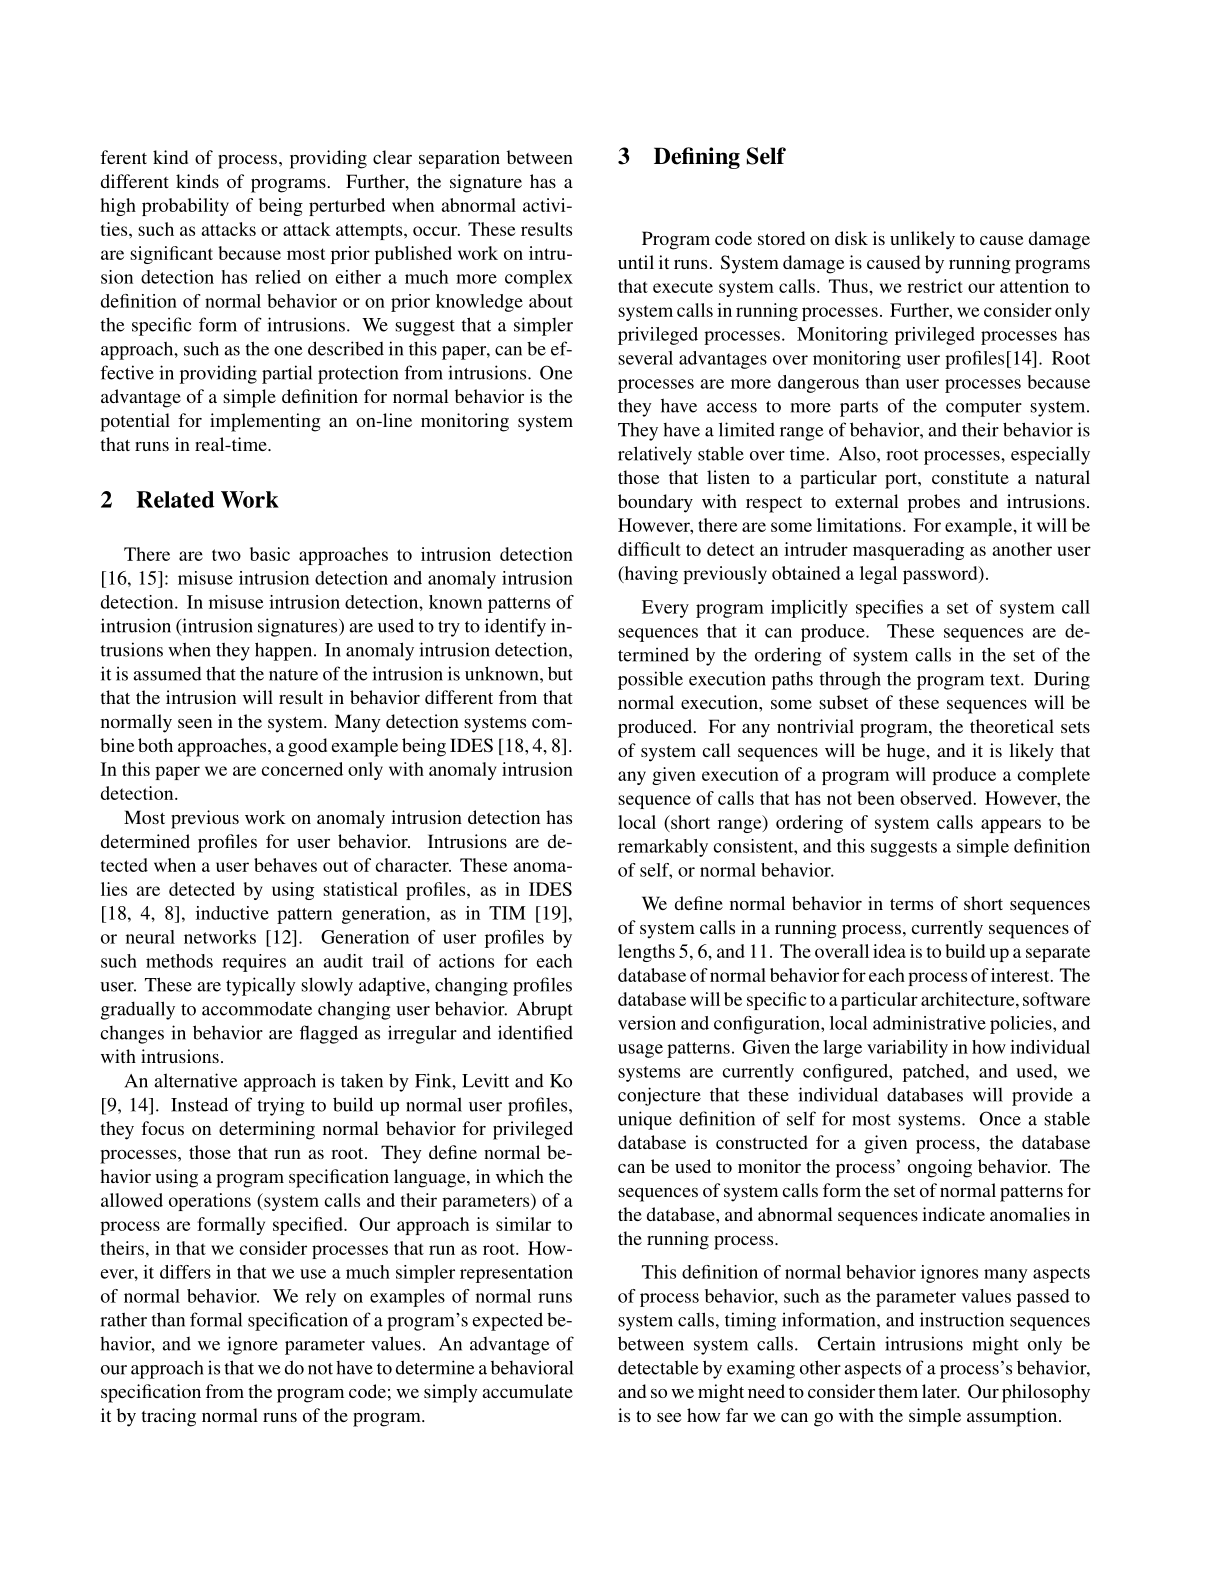 ferent kind of process, providing clear separation between
different kinds of programs. Further, the signature has a
high probability of being perturbed when abnormal activi-
ties, such as attacks or attack attempts, occur. These results
are significant because most prior published work on intru-
sion detection has relied on either a much more complex
definition of normal behavior or on prior knowledge about
the specific form of intrusions. We suggest that a simpler
approach, such as the one described in this paper, can be ef-
fective in providing partial protection from intrusions. One
advantage of a simple definition for normal behavior is the
potential for implementing an on-line monitoring system
that runs in real-time.
2 Related Work
There are two basic approaches to intrusion detection
[16, 15]: misuse intrusion detection and anomaly intrusion
detection. In misuse intrusion detection, known patterns of
intrusion (intrusion signatures) are used to try to identify in-
trusions when they happen. In anomaly intrusion detection,
it is assumed that the nature of the intrusion is unknown, but
that the intrusion will result in behavior different from that
normally seen in the system. Many detection systems com-
bine both approaches, a good example being IDES [18, 4, 8].
In this paper we are concerned only with anomaly intrusion
detection.
Most previous work on anomaly intrusion detection has
determined profiles for user behavior. Intrusions are de-
tected when a user behaves out of character. These anoma-
lies are detected by using statistical profiles, as in IDES
[18, 4, 8], inductive pattern generation, as in TIM [19],
or neural networks [12]. Generation of user profiles by
such methods requires an audit trail of actions for each
user. These are typically slowly adaptive, changing profiles
gradually to accommodate changing user behavior. Abrupt
changes in behavior are flagged as irregular and identified
with intrusions.
An alternative approach is taken by Fink, Levitt and Ko
[9, 14]. Instead of trying to build up normal user profiles,
they focus on determining normal behavior for privileged
processes, those that run as root. They define normal be-
havior using a program specification language, in which the
allowed operations (system calls and their parameters) of a
process are formally specified. Our approach is similar to
theirs, in that we consider processes that run as root. How-
ever, it differs in that we use a much simpler representation
of normal behavior. We rely on examples of normal runs
rather than formal specification of a program's expected be-
havior, and we ignore parameter values. An advantage of
our approach is that we do not have to determine a behavioral
specification from the program code; we simply accumulate
it by tracing normal runs of the program.
3 Defining Self
Program code stored on disk is unlikely to cause damage
until it runs. System damage is caused by running programs
that execute system calls. Thus, we restrict our attention to
system calls in running processes. Further, we consider only
privileged processes. Monitoring privileged processes has
several advantages over monitoring user profiles[14]. Root
processes are more dangerous than user processes because
they have access to more parts of the computer system.
They have a limited range of behavior, and their behavior is
relatively stable over time. Also, root processes, especially
those that listen to a particular port, constitute a natural
boundary with respect to external probes and intrusions.
However, there are some limitations. For example, it will be
difficult to detect an intruder masquerading as another user
(having previously obtained a legal password).
Every program implicitly specifies a set of system call
sequences that it can produce. These sequences are de-
termined by the ordering of system calls in the set of the
possible execution paths through the program text. During
normal execution, some subset of these sequences will be
produced. For any nontrivial program, the theoretical sets
of system call sequences will be huge, and it is likely that
any given execution of a program will produce a complete
sequence of calls that has not been observed. However, the
local (short range) ordering of system calls appears to be
remarkably consistent, and this suggests a simple definition
of self, or normal behavior.
We define normal behavior in terms of short sequences
of system calls in a running process, currently sequences of
lengths 5, 6, and 11. The overall idea is to build up a separate
database of normal behavior for each process of interest. The
database will be specific to a particular architecture, software
version and configuration, local administrative policies, and
usage patterns. Given the large variability in how individual
systems are currently configured, patched, and used, we
conjecture that these individual databases will provide a
unique definition of self for most systems. Once a stable
database is constructed for a given process, the database
can be used to monitor the process' ongoing behavior. The
sequences of system calls form the set of normal patterns for
the database, and abnormal sequences indicate anomalies in
the running process.
This definition of normal behavior ignores many aspects
of process behavior, such as the parameter values passed to
system calls, timing information, and instruction sequences
between system calls. Certain intrusions might only be
detectable by examing other aspects of a process's behavior,
and so we might need to consider them later. Our philosophy
is to see how far we can go with the simple assumption.